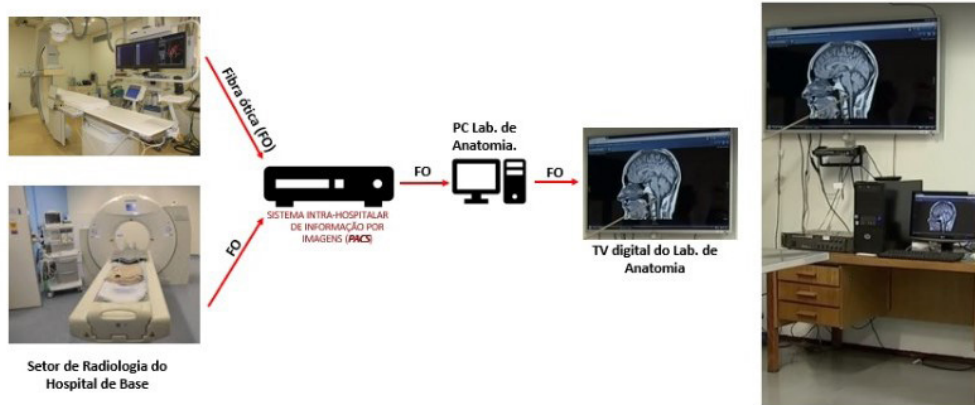 Fibra ótica (FO)
FO
SISTEMA INTRA-HOSPITALAR
DE INFORMAÇÃO POR
IMAGENS (PACS)
FO
PC Lab. de
Anatomia.
FO
TV digital do Lab. de
Anatomia
Setor de Radiologia do
Hospital de Base